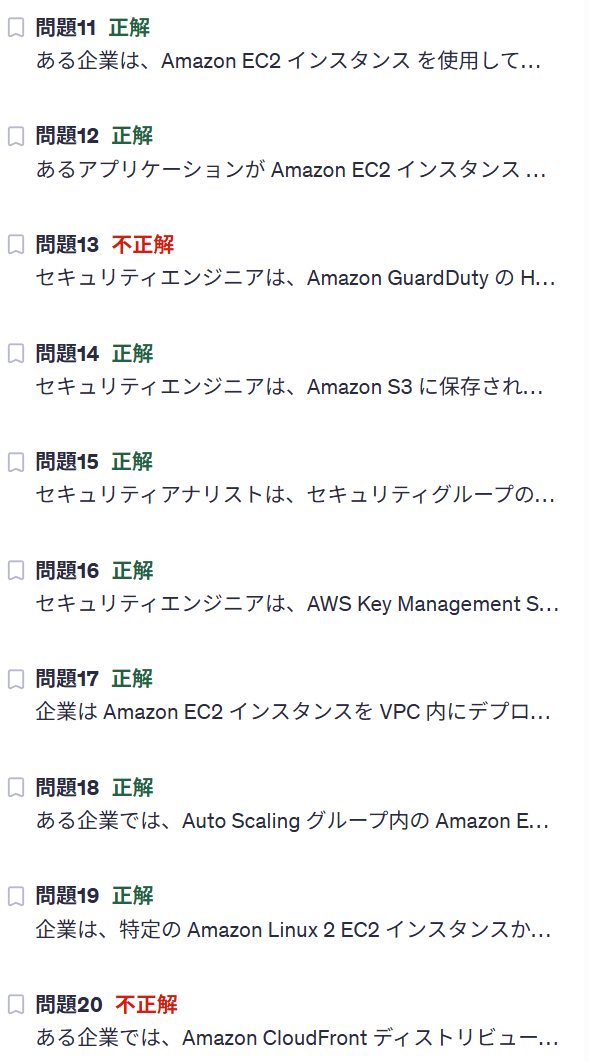 問題11 正解
ある企業は、Amazon EC2 インスタンス を使用して...
問題12 正解
あるアプリケーションが Amazon EC2 インスタンス ...
問題13 不正解
セキュリティエンジニアは、Amazon GuardDuty の H...
問題14 正解
セキュリティエンジニアは、Amazon S3 に保存され...
問題15 正解
セキュリティアナリストは、セキュリティグループの...
問題16 正解
セキュリティエンジニアは、AWS Key Management S...
問題17 正解
企業は Amazon EC2 インスタンスを VPC 内にデプロ...
問題18 正解
ある企業では、Auto Scaling グループ内の Amazon E...
問題19 正解
企業は、特定の Amazon Linux 2 EC2 インスタンスか...
問題20 不正解
ある企業では、Amazon CloudFront ディストリビュー...